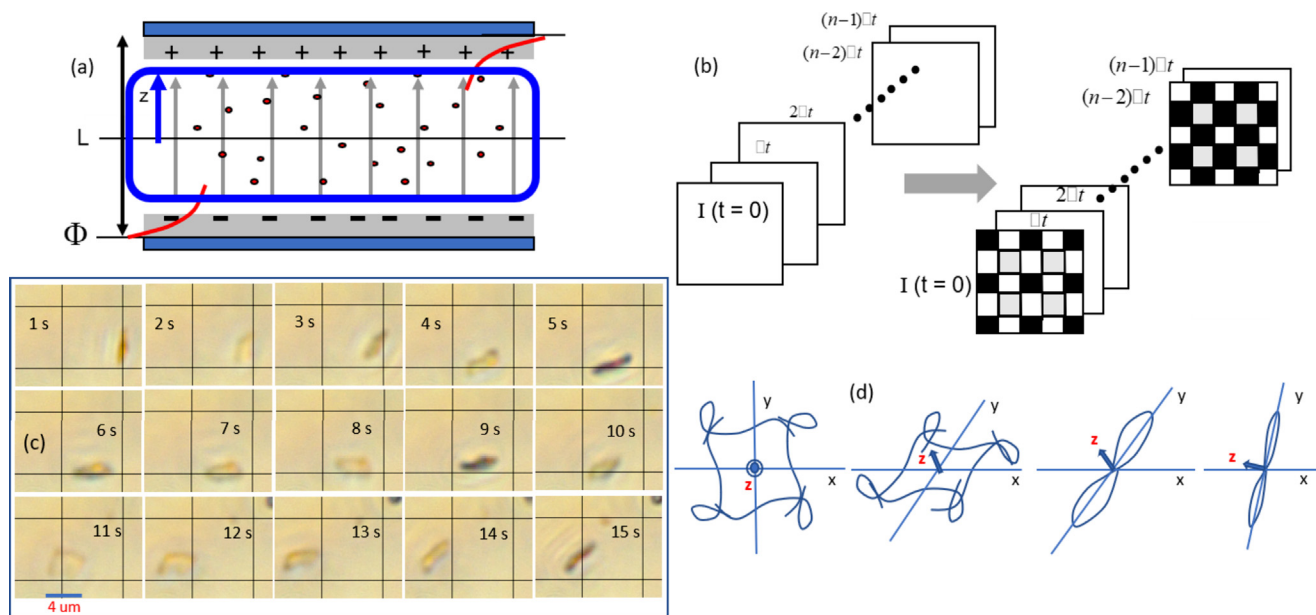 (a)
+ + + + + + + +
z
L
Φ
- - - - - - - -
(b)
(n−1)□t
(n−2)□t
2□t
□t
I (t = 0)
(n−1)□t
(n−2)□t
2□t
□t
I (t = 0)
(c)
1 s
2 s
3 s
4 s
5 s
6 s
7 s
8 s
9 s
10 s
11 s
12 s
13 s
14 s
15 s
4 um
(d)
y
z
x
y
z
x
y
z
x
y
z
x